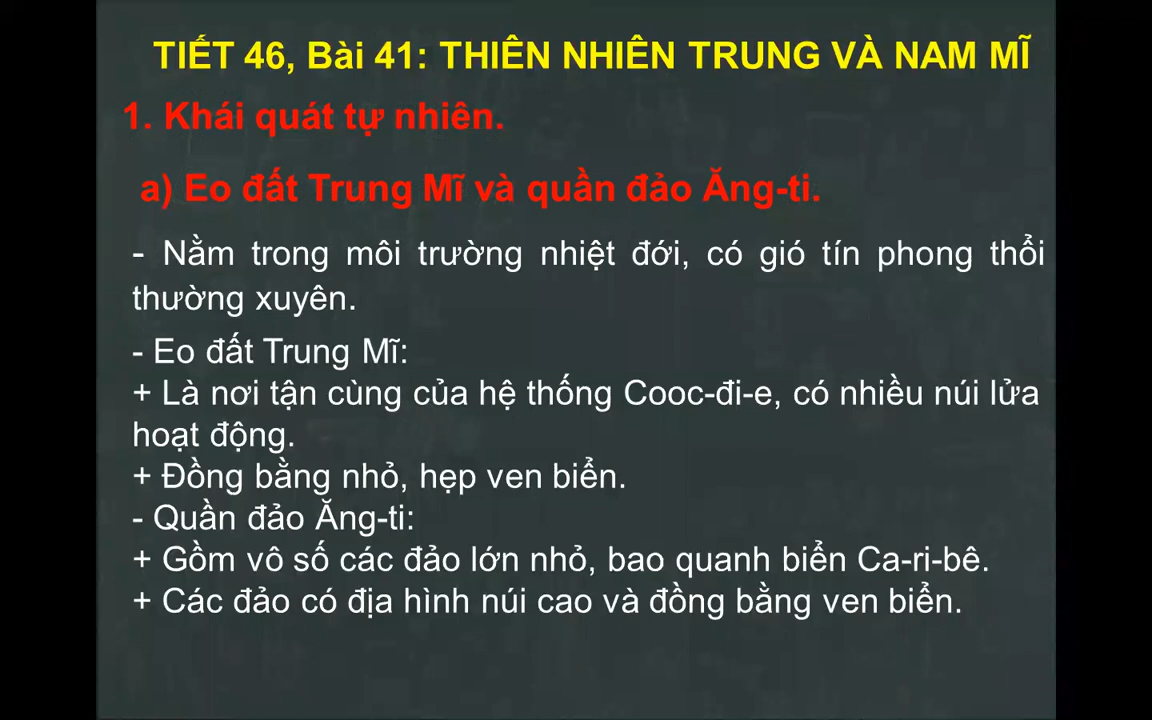 TIẾT 46, Bài 41: THIÊN NHIÊN TRUNG VÀ NAM MĨ
1. Khái quát tự nhiên.
a) Eo đất Trung Mĩ và quần đảo Ăng-ti.
- Nằm trong môi trường nhiệt đới, có gió tín phong thổi
thường xuyên.
- Eo đất Trung Mĩ:
+ Là nơi tận cùng của hệ thống Cooc-đi-e, có nhiều núi lửa
hoạt động.
+ Đồng bằng nhỏ, hẹp ven biển.
- Quần đảo Ăng-ti:
+ Gồm vô số các đảo lớn nhỏ, bao quanh biển Ca-ri-bê.
+ Các đảo có địa hình núi cao và đồng bằng ven biển.